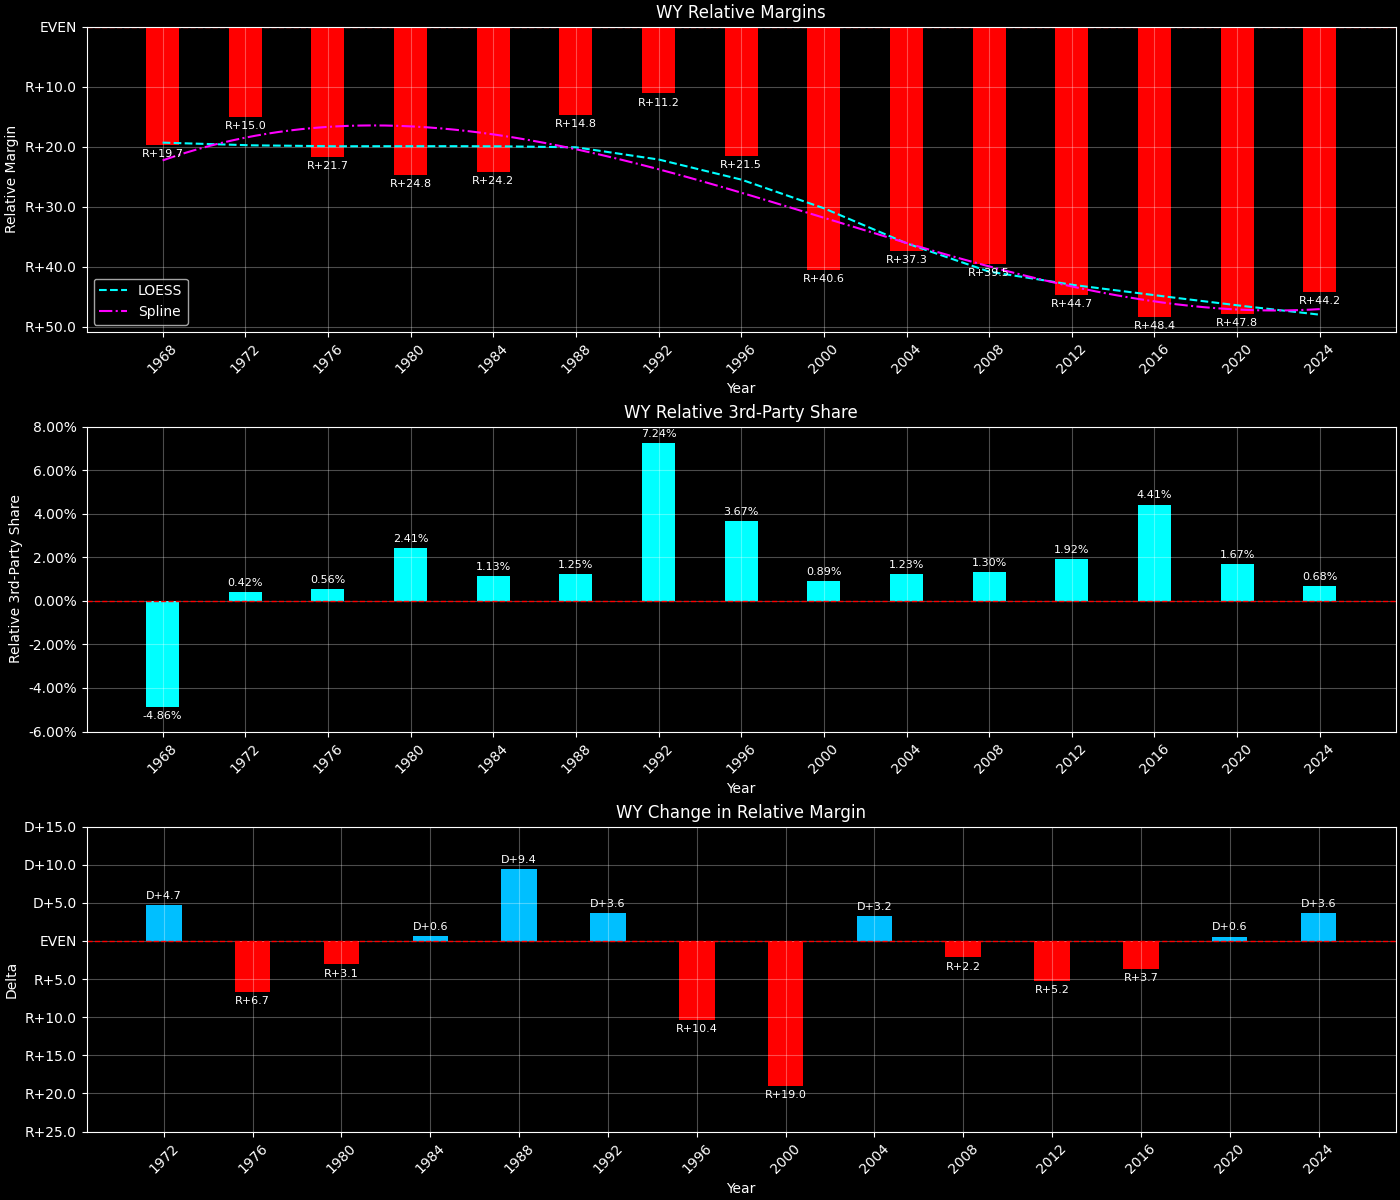 WY Relative Margins
EVEN
R+10.0
R+20.0
R+30.0
R+40.0
R+50.0
Relative Margin
R+19.7
R+15.0
R+21.7
R+24.8
R+24.2
R+14.8
R+11.2
R+21.5
R+40.6
R+37.3
R+39.5
R+44.7
R+48.4
R+47.8
R+44.2
LOESS
Spline
1968
1972
1976
1980
1984
1988
1992
1996
2000
2004
2008
2012
2016
2020
2024
Year
WY Relative 3rd-Party Share
8.00%
6.00%
4.00%
2.00%
0.00%
-2.00%
-4.00%
-6.00%
Relative 3rd-Party Share
-4.86%
0.42%
0.56%
2.41%
1.13%
1.25%
7.24%
3.67%
0.89%
1.23%
1.30%
1.92%
4.41%
1.67%
0.68%
1968
1972
1976
1980
1984
1988
1992
1996
2000
2004
2008
2012
2016
2020
2024
Year
WY Change in Relative Margin
D+15.0
D+10.0
D+5.0
EVEN
R+5.0
R+10.0
R+15.0
R+20.0
R+25.0
Delta
D+4.7
R+6.7
R+3.1
D+0.6
D+9.4
D+3.6
R+10.4
R+19.0
D+3.2
R+2.2
R+5.2
R+3.7
D+0.6
D+3.6
1972
1976
1980
1984
1988
1992
1996
2000
2004
2008
2012
2016
2020
2024
Year